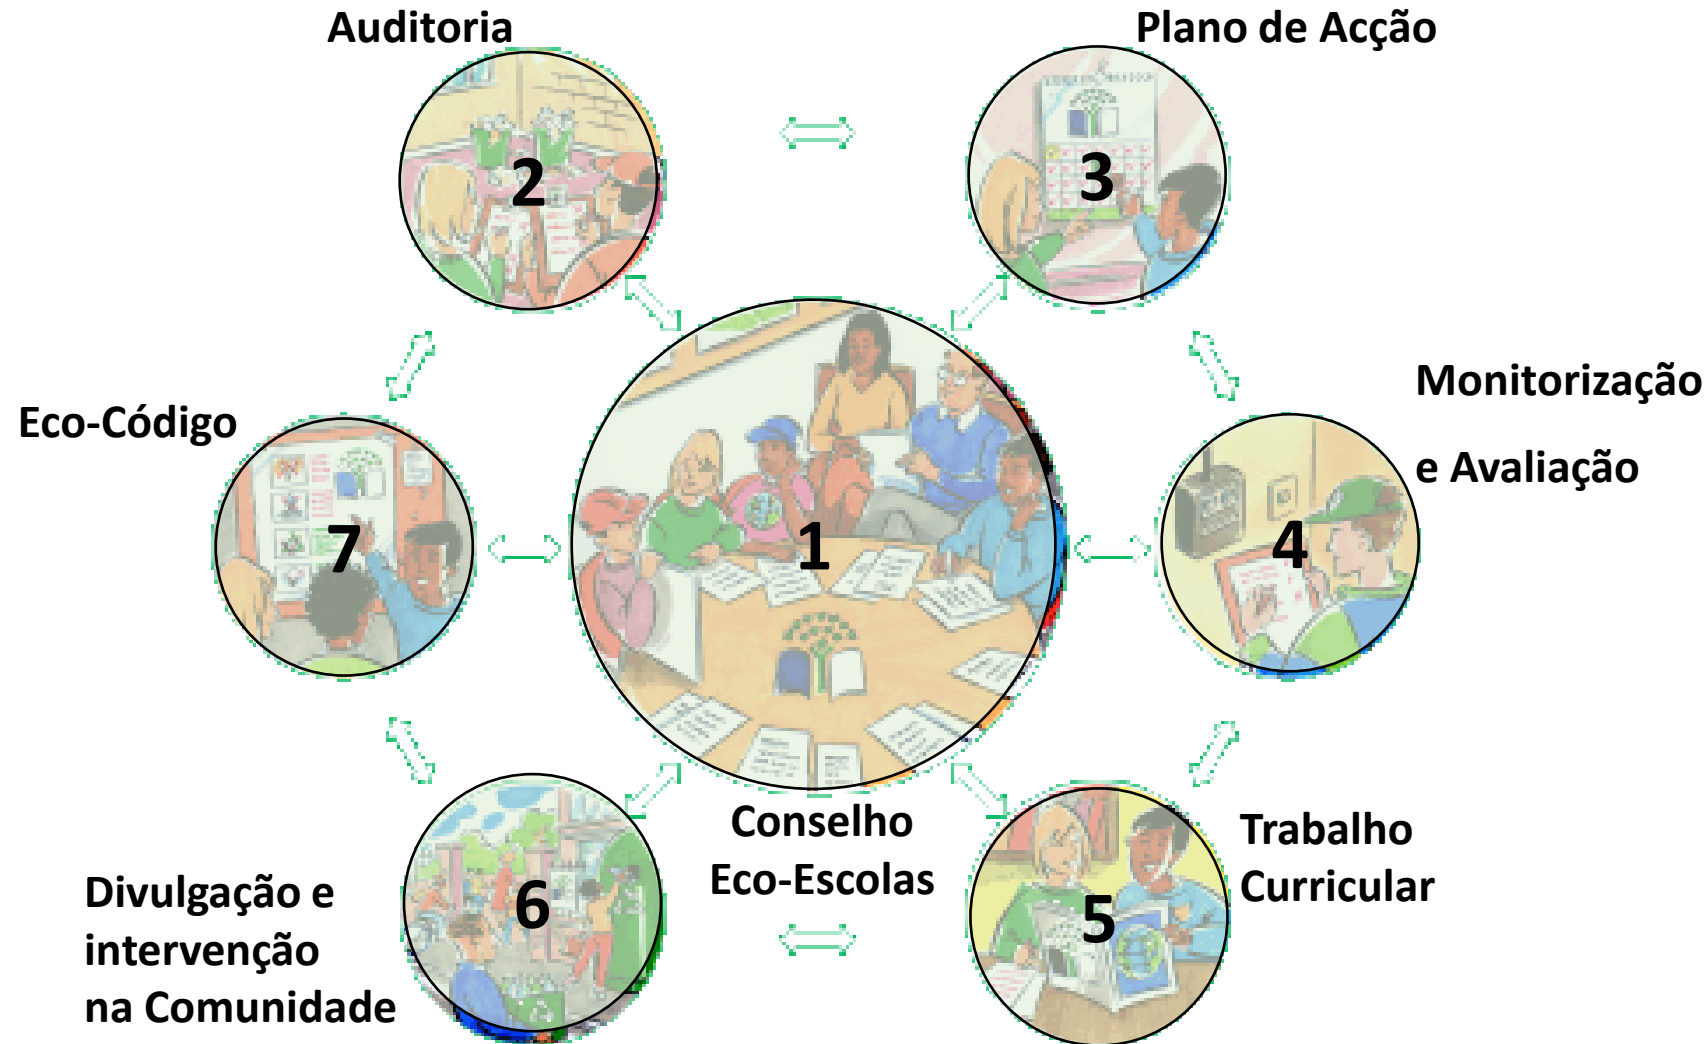 Auditoria
Plano de Acção
2
3
Monitorização
e Avaliação
Eco-Código
7
1
4
Conselho
Eco-Escolas
Trabalho
Curricular
Divulgação e
intervenção
na Comunidade
6
5